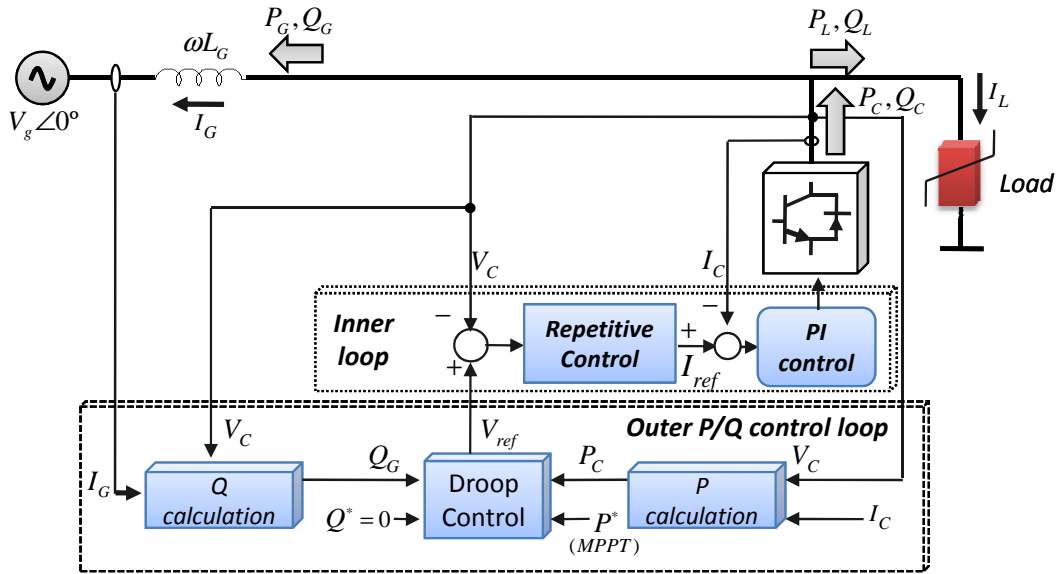 P_G, Q_G
P_L, Q_L
ωL_G
V_g∠0º
I_G
P_C, Q_C
I_L
Load
V_C
I_C
−
−
Inner
loop
Repetitive
Control
+
I_ref
PI
control
+
Outer P/Q control loop
V_C
V_ref
V_C
I_G
Q
calculation
Q_G
Droop
Control
P_C
P
calculation
Q^* = 0
P^*
(MPPT)
I_C